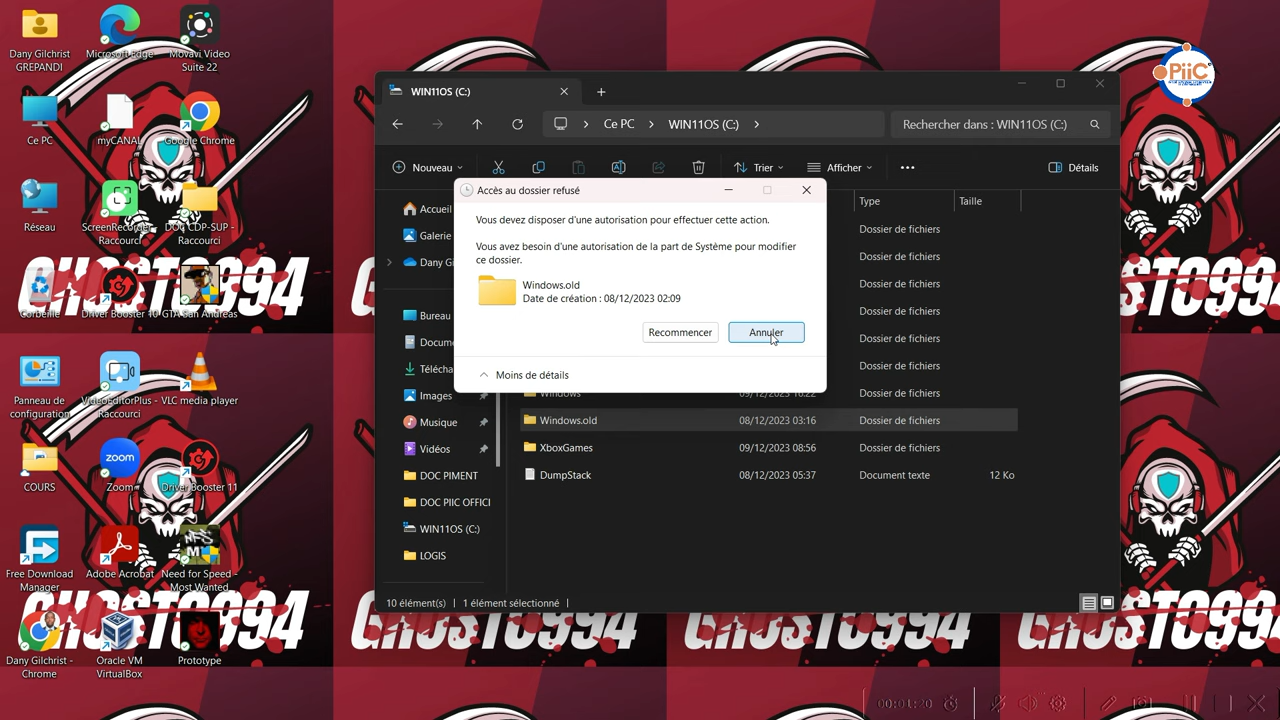 Dany Gilchrist
GREPANDI
Microsoft Edge
Movavi Video
Suite 22
Ce PC
myCANAL
Google Chrome
Réseau
ScreenRecorder
Raccourci
DOC CDP-SUP -
Raccourci
Corbeille
Driver Booster 10
GTA San Andreas
Panneau de
configuration
VideoEditorPlus -
Raccourci
VLC media player
COURS
Zoom
Driver Booster 11
Free Download
Manager
Adobe Acrobat
Need for Speed -
Most Wanted
Dany Gilchrist -
Chrome
Oracle VM
VirtualBox
Prototype
GHOST0994
GHOST0994
GHOST0994
GHOST0994
PiiC
WIN11OS (C:)
Ce PC
WIN11OS (C:)
Rechercher dans : WIN11OS (C:)
Nouveau
Trier
Afficher
Détails
Accueil
Galerie
Dany Gi
Bureau
Docume
Télécha
Images
Musique
Vidéos
DOC PIMENT
DOC PIIC OFFICI
WIN11OS (C:)
LOGIS
Type
Taille
Dossier de fichiers
Dossier de fichiers
Dossier de fichiers
Dossier de fichiers
Dossier de fichiers
Dossier de fichiers
Windows 09/12/2023 16:22 Dossier de fichiers
Windows.old 08/12/2023 03:16 Dossier de fichiers
XboxGames 09/12/2023 08:56 Dossier de fichiers
DumpStack 08/12/2023 05:37 Document texte 12 Ko
10 élément(s) 1 élément sélectionné
Accès au dossier refusé
Vous devez disposer d'une autorisation pour effectuer cette action.
Vous avez besoin d'une autorisation de la part de Système pour modifier
ce dossier.
Windows.old
Date de création : 08/12/2023 02:09
Recommencer
Annuler
Moins de détails
00:01:20